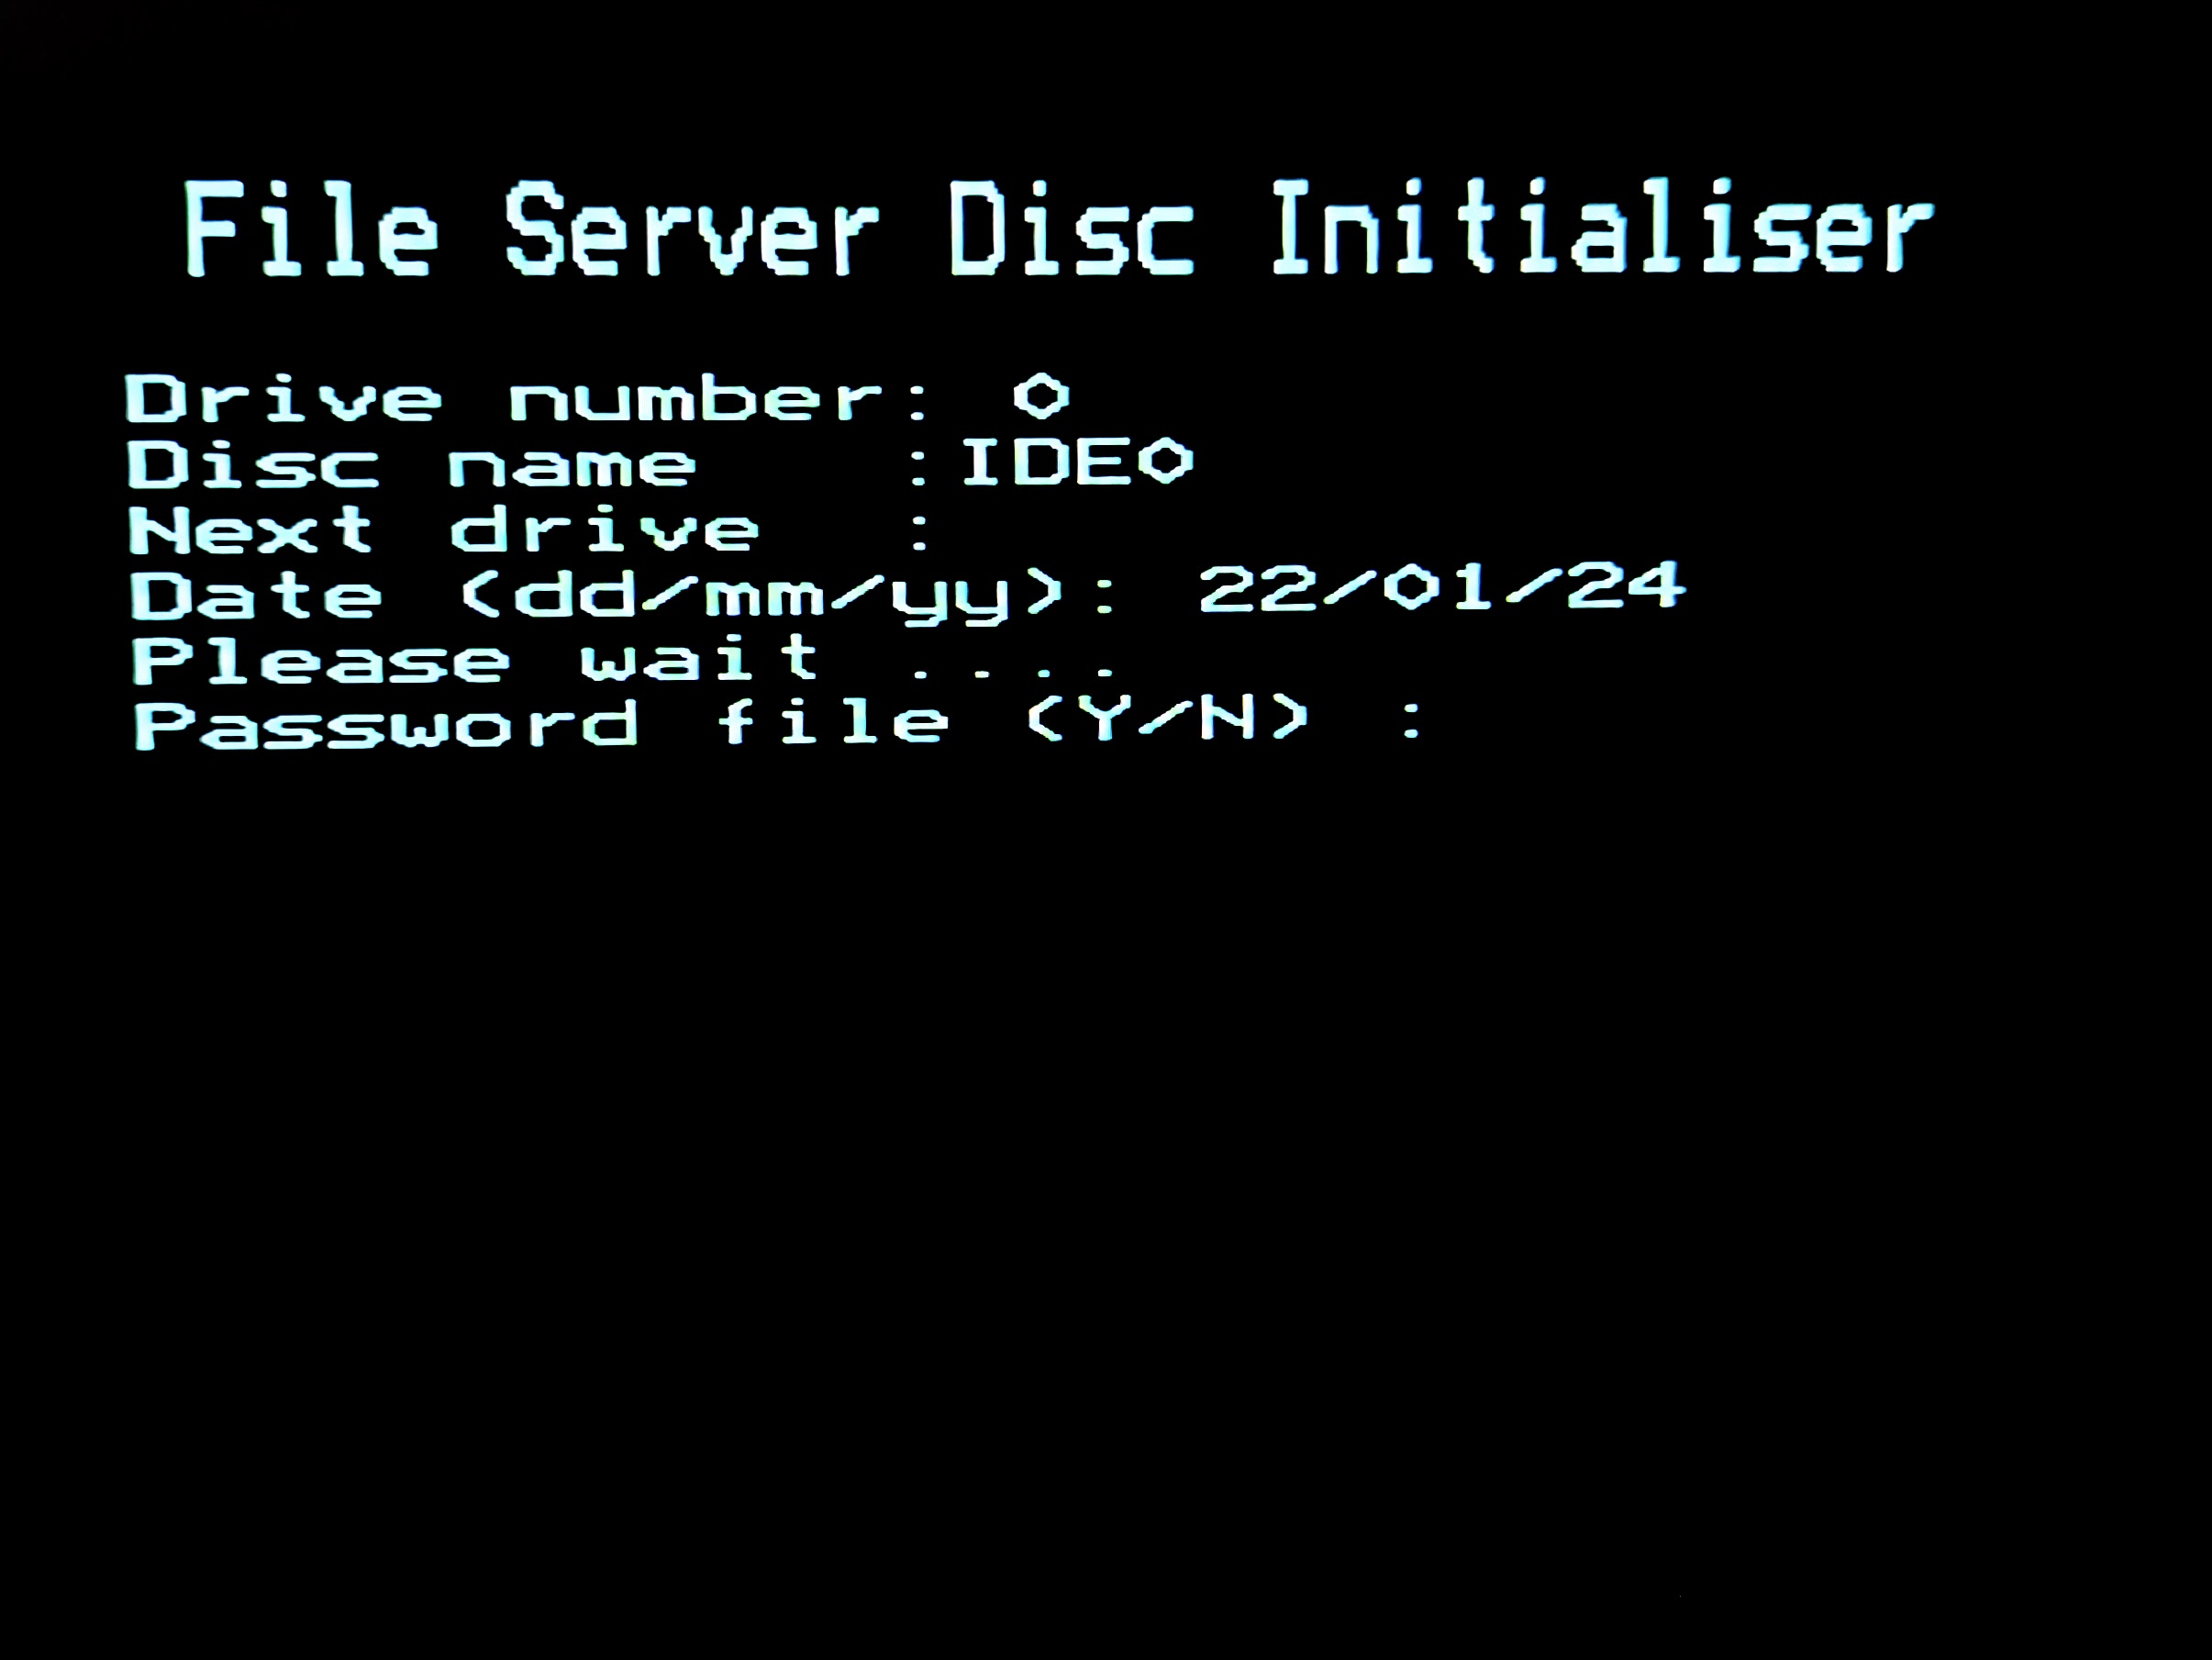 File Server Disc Initialiser
Drive number: 0
Disc name :IDE0
Next drive :
Date (dd/mm/yy): 22/01/24
Please wait ....
Password file (Y/N) :